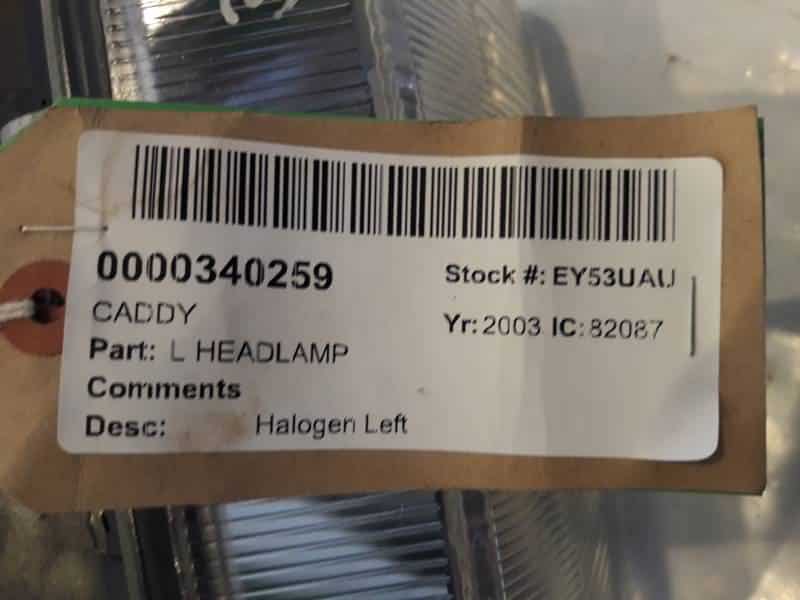 0000340259
Stock #: EY53UAU
CADDY
Yr: 2003 IC: 82087
Part: L HEADLAMP
Comments
Desc: Halogen Left